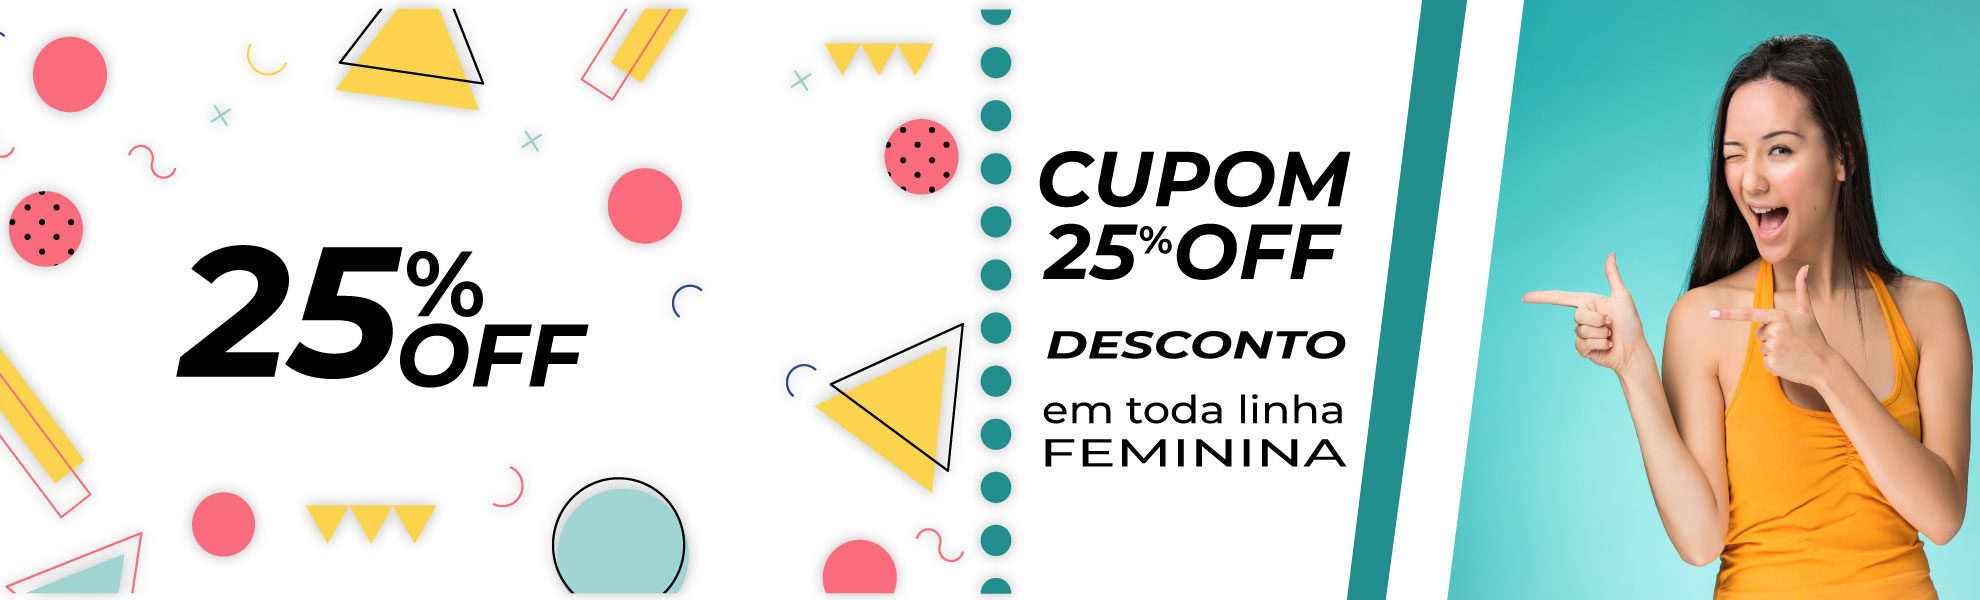 25%
OFF
CUPOM
25%OFF
DESCONTO
em toda linha
FEMININA